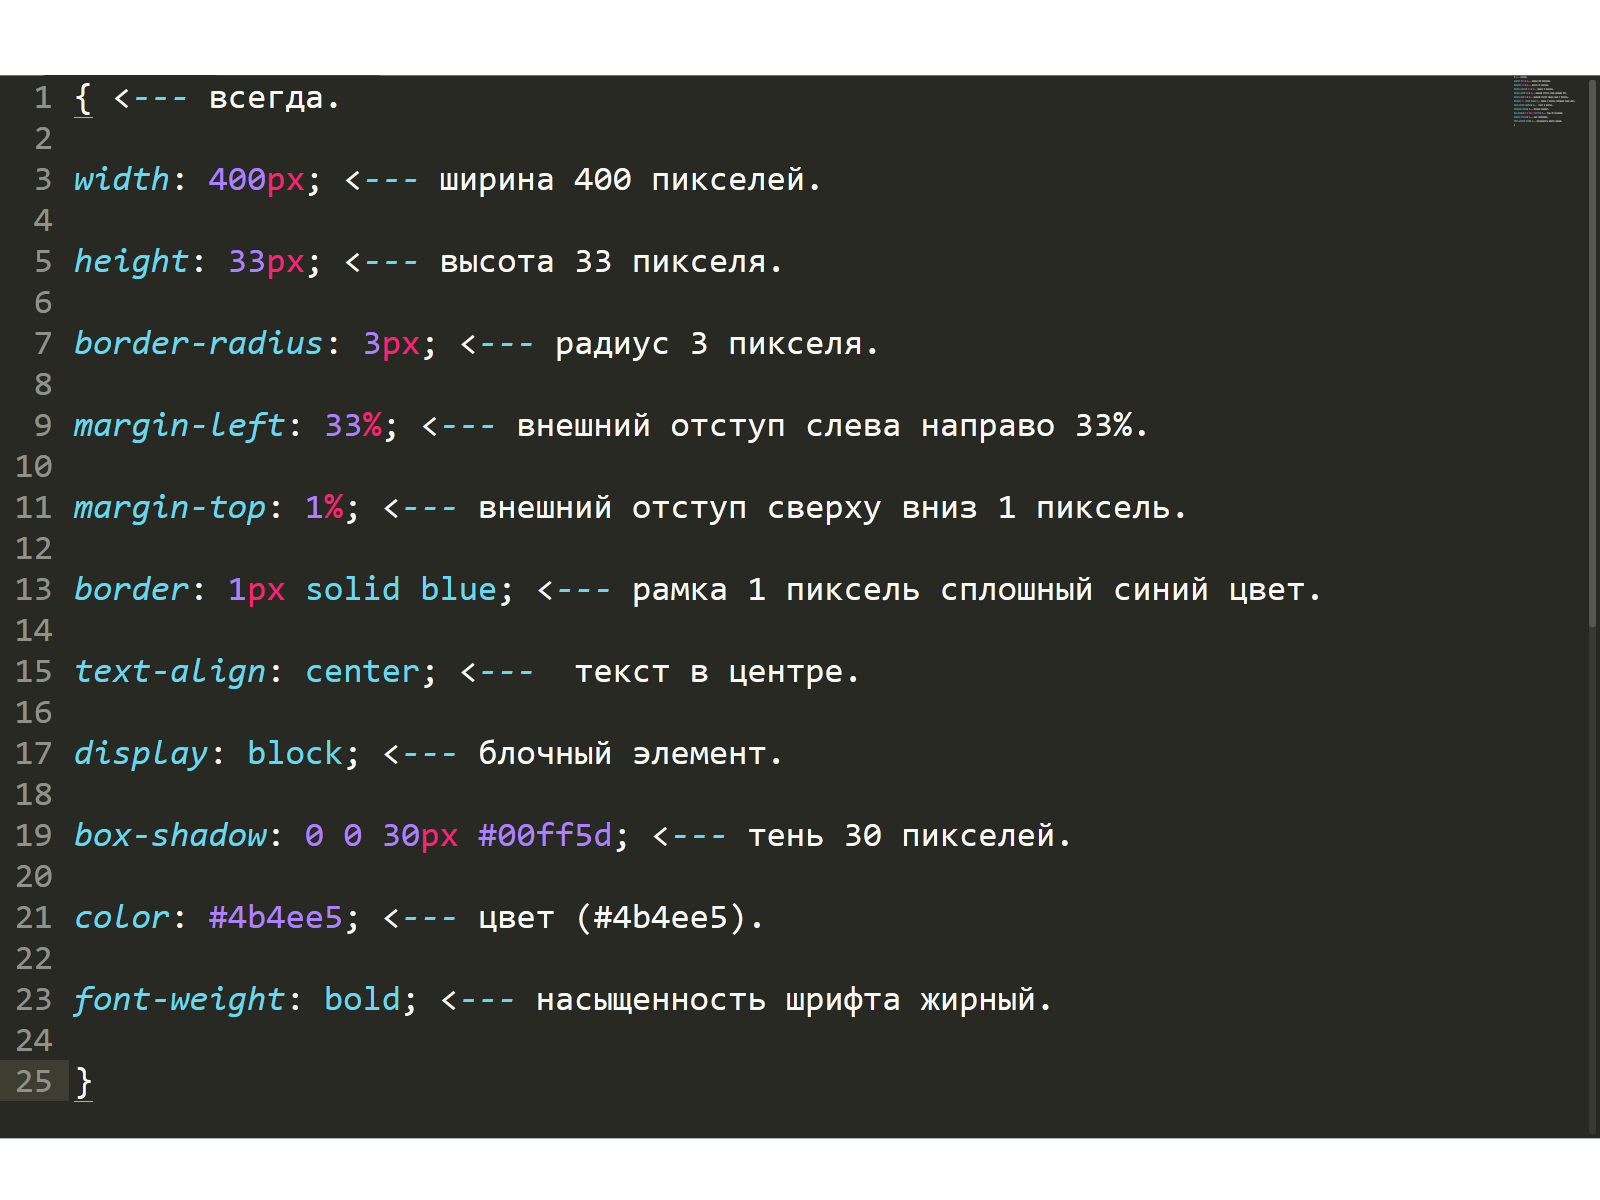 1 { <--- всегда.
2
3 width: 400px; <--- ширина 400 пикселей.
4
5 height: 33px; <--- высота 33 пикселя.
6
7 border-radius: 3px; <--- радиус 3 пикселя.
8
9 margin-left: 33%; <--- внешний отступ слева направо 33%.
10
11 margin-top: 1%; <--- внешний отступ сверху вниз 1 пиксель.
12
13 border: 1px solid blue; <--- рамка 1 пиксель сплошный синий цвет.
14
15 text-align: center; <---  текст в центре.
16
17 display: block; <--- блочный элемент.
18
19 box-shadow: 0 0 30px #00ff5d; <--- тень 30 пикселей.
20
21 color: #4b4ee5; <--- цвет (#4b4ee5).
22
23 font-weight: bold; <--- насыщенность шрифта жирный.
24
25 }